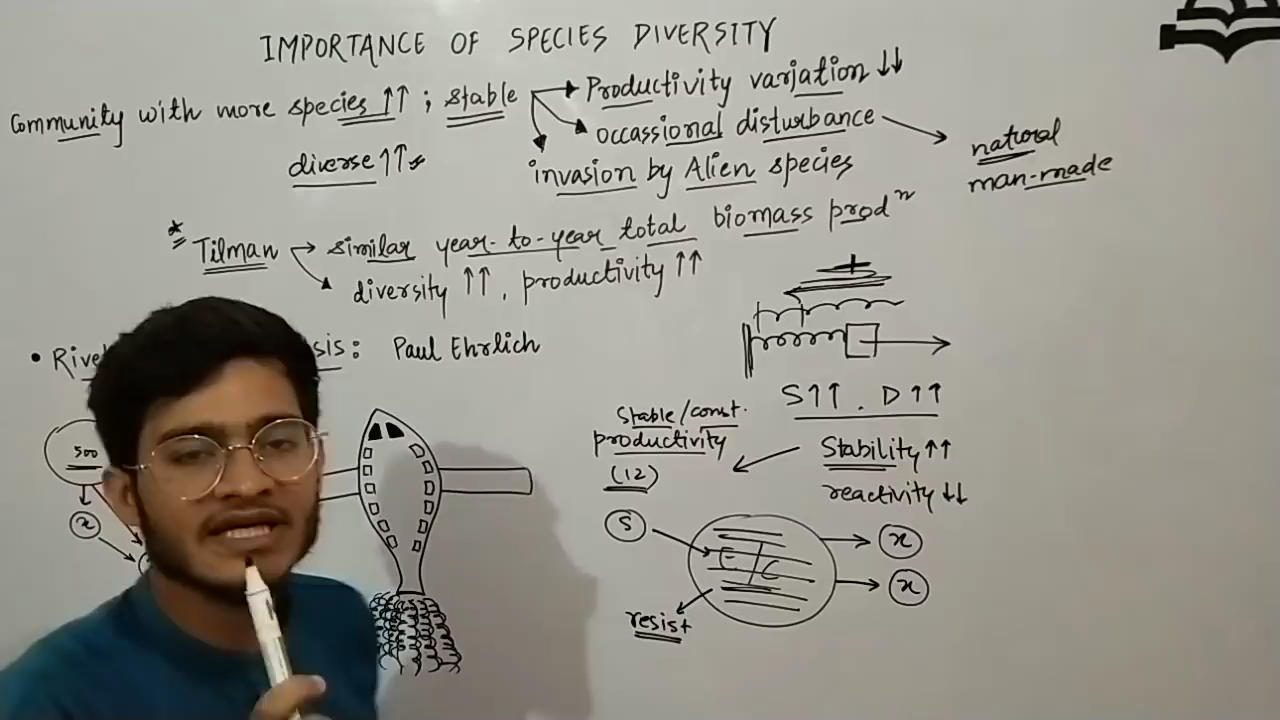 IMPORTANCE OF SPECIES DIVERSITY
Community with more species ↑↑ ; stable → Productivity variation ↓↓
diverse ↑↑
occassional disturbance →
natural
man-made
invasion by Alien species
* Tilman → similar year-to-year total biomass prodⁿ
diversity ↑↑, productivity ↑↑
• Rive sis: Paul Ehrlich
500
x
S↑↑ . D↑↑
Stability ↑↑
reactivity ↓↓
Stable/const.
productivity
(12)
S
E
C
x
x
resist